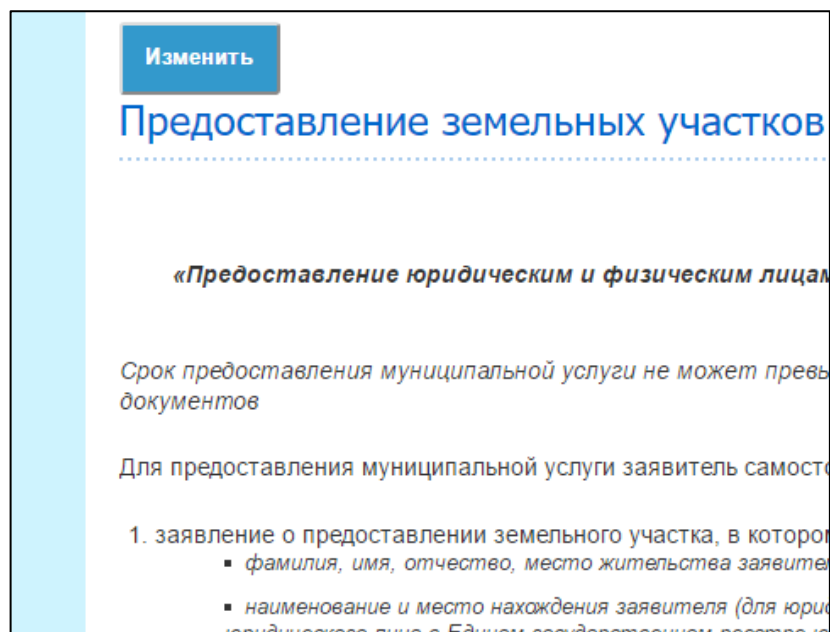 Изменить
Предоставление земельных участков
«Предоставление юридическим и физическим лицам
Срок предоставления муниципальной услуги не может превы
документов
Для предоставления муниципальной услуги заявитель самосто
1. заявление о предоставлении земельного участка, в котором
▪ фамилия, имя, отчество, место жительства заявител
▪ наименование и место нахождения заявителя (для юрид